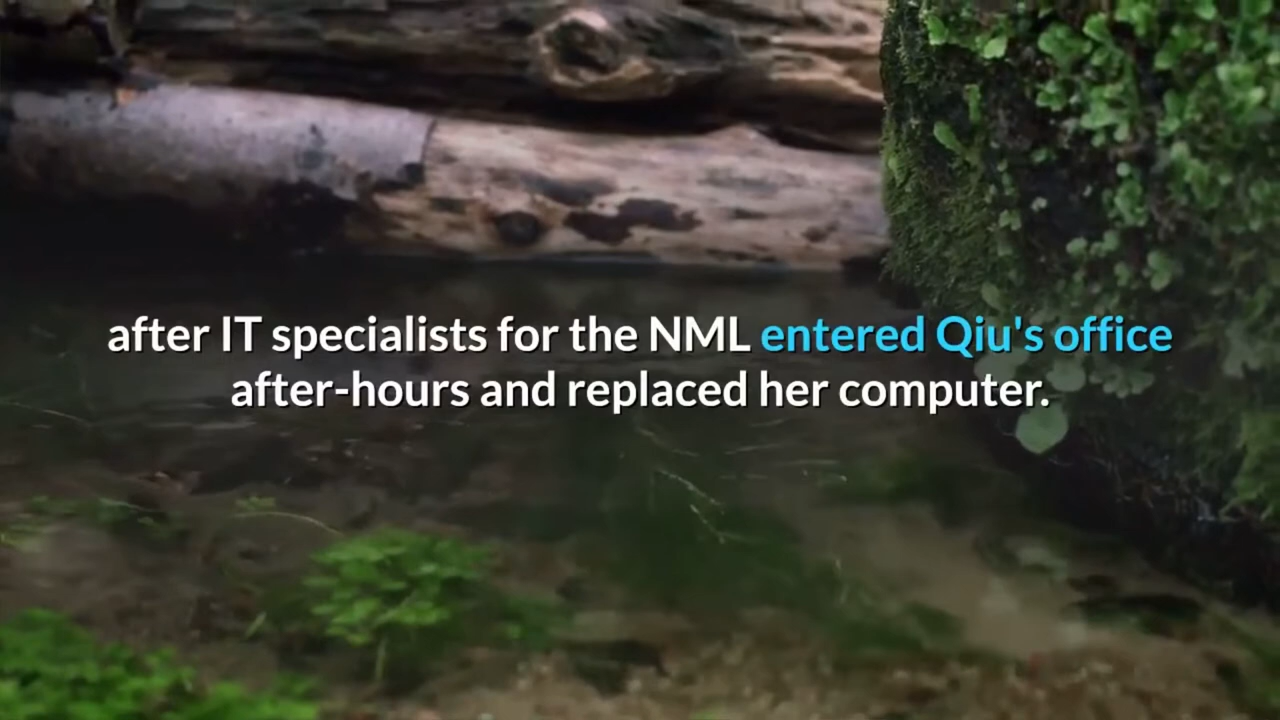 after IT specialists for the NML entered Qiu's office
after-hours and replaced her computer.